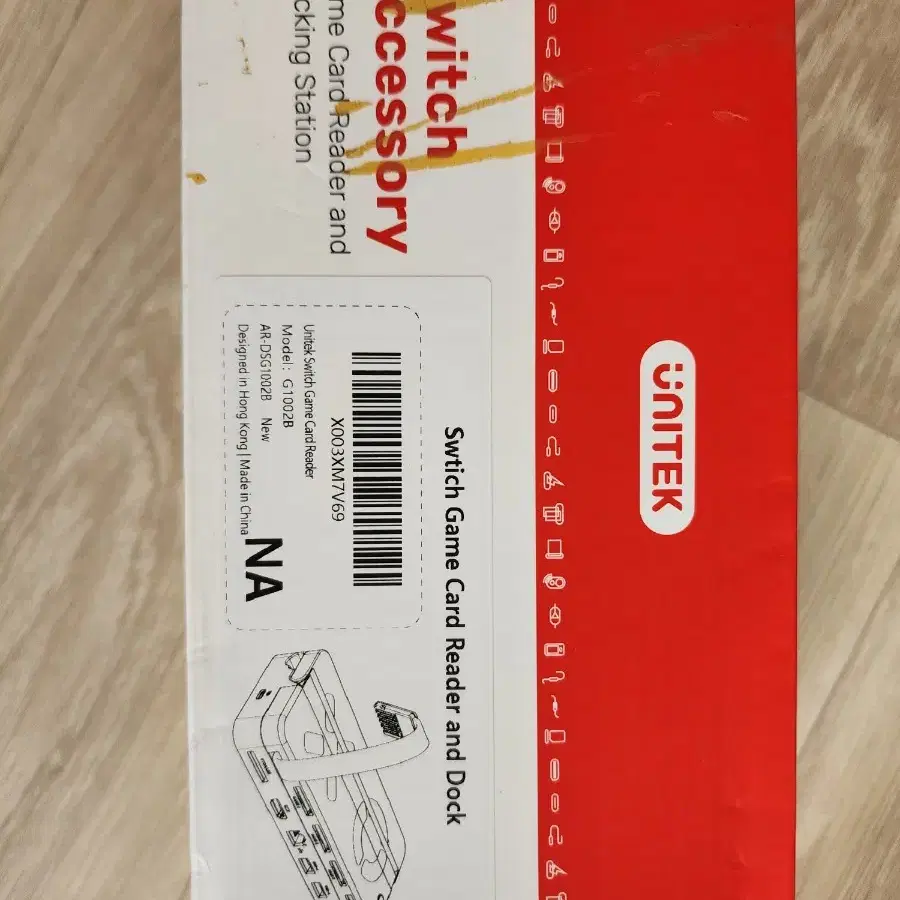 witch
ccessory
me Card Reader and
cking Station
UNITEK
Swtich Game Card Reader and Dock
X003XM7V69
Unitek Switch Game Card Reader
Model: G1002B
AR-DSG1002B New
Designed in Hong Kong | Made in China
NA